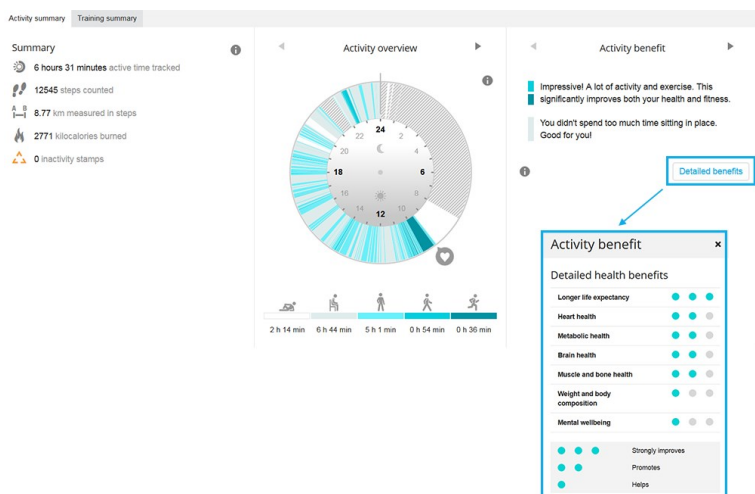 Activity summary
Training summary
Summary
6 hours 31 minutes active time tracked
12545 steps counted
A B
8.77 km measured in steps
2771 kilocalories burned
0 inactivity stamps
Activity overview
24
22
2
20
4
18
6
16
8
14
10
12
2 h 14 min
6 h 44 min
5 h 1 min
0 h 54 min
0 h 36 min
Activity benefit
Impressive! A lot of activity and exercise. This
significantly improves both your health and fitness.
You didn't spend too much time sitting in place.
Good for you!
Detailed benefits
Activity benefit
Detailed health benefits
Longer life expectancy
Heart health
Metabolic health
Brain health
Muscle and bone health
Weight and body
composition
Mental wellbeing
Strongly improves
Promotes
Helps